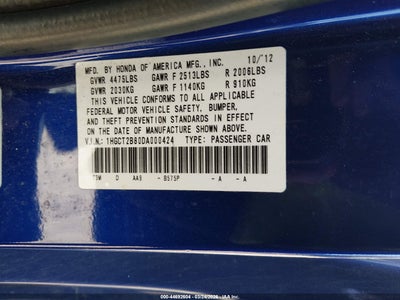 MFD. BY HONDA OF AMERICA MFG., INC. 10/'12
GVWR 4475LBS GAWR F 2513LBS R 2006LBS
GVWR 2030KG GAWR F 1140KG R 910KG
THIS VEHICLE CONFORMS TO ALL APPLICABLE
FEDERAL MOTOR VEHICLE SAFETY, BUMPER,
AND THEFT PREVENTION STANDARDS IN EFFECT
ON THE DATE OF MANUFACTURE SHOWN ABOVE.
V.I.N.: 1HGCT2B80DA000424 TYPE: PASSENGER CAR
D AA9 - B575P - A - A